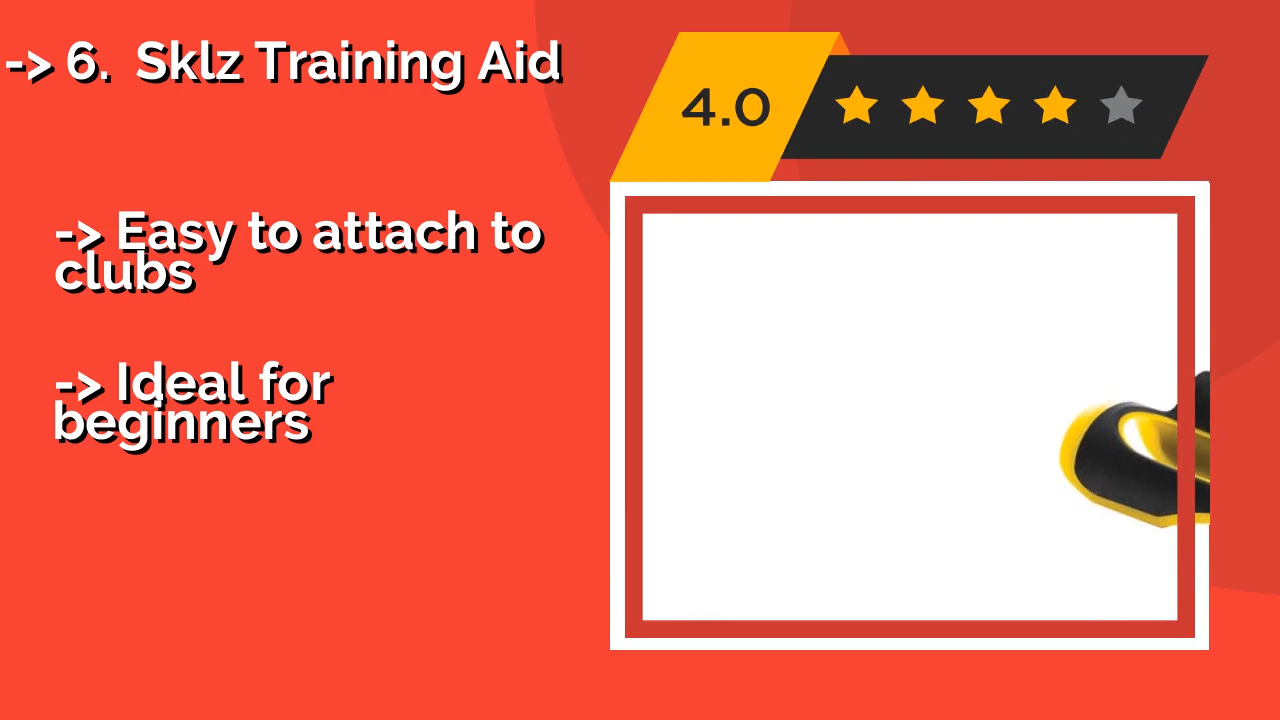 -> 6.  Sklz Training Aid
4.0
-> Easy to attach to
clubs
-> Ideal for
beginners